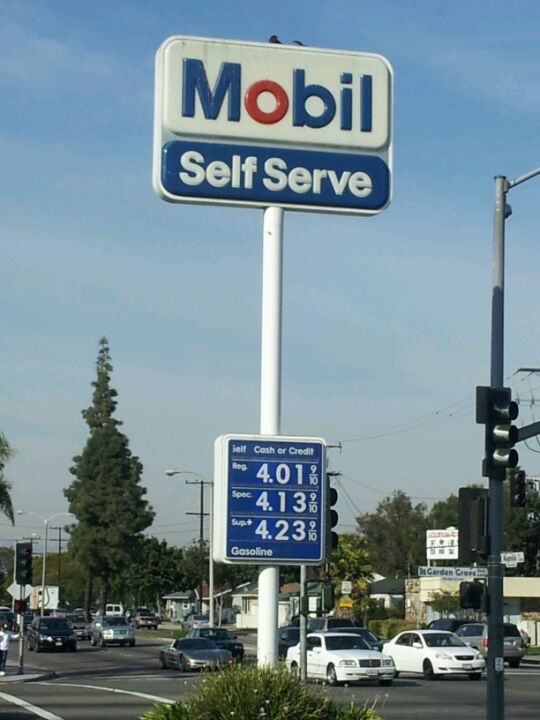 Mobil
Self Serve
Self Cash or Credit
Reg. 4.01 9/10
Spec. 4.13 9/10
Sup.+ 4.23 9/10
Gasoline
Garden Grove
Magnolia